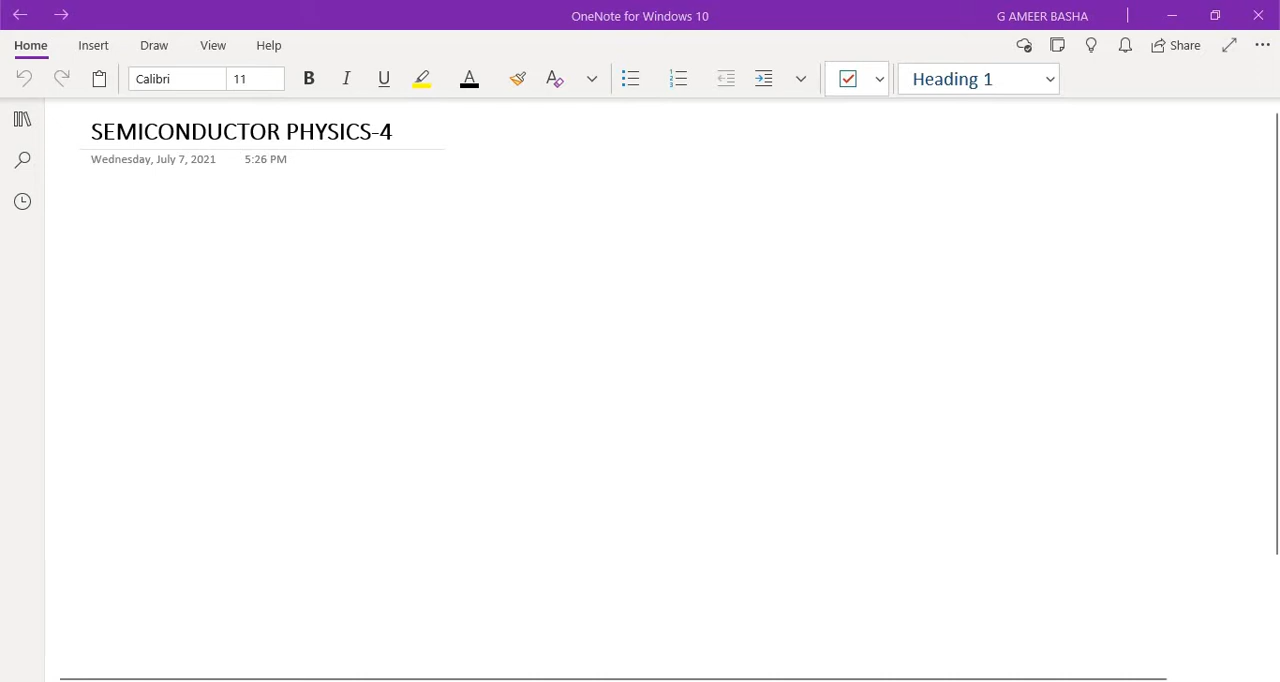 OneNote for Windows 10
G AMEER BASHA
Home Insert Draw View Help
Share
Calibri 11 B I U A A Heading 1
SEMICONDUCTOR PHYSICS-4
Wednesday, July 7, 2021 5:26 PM